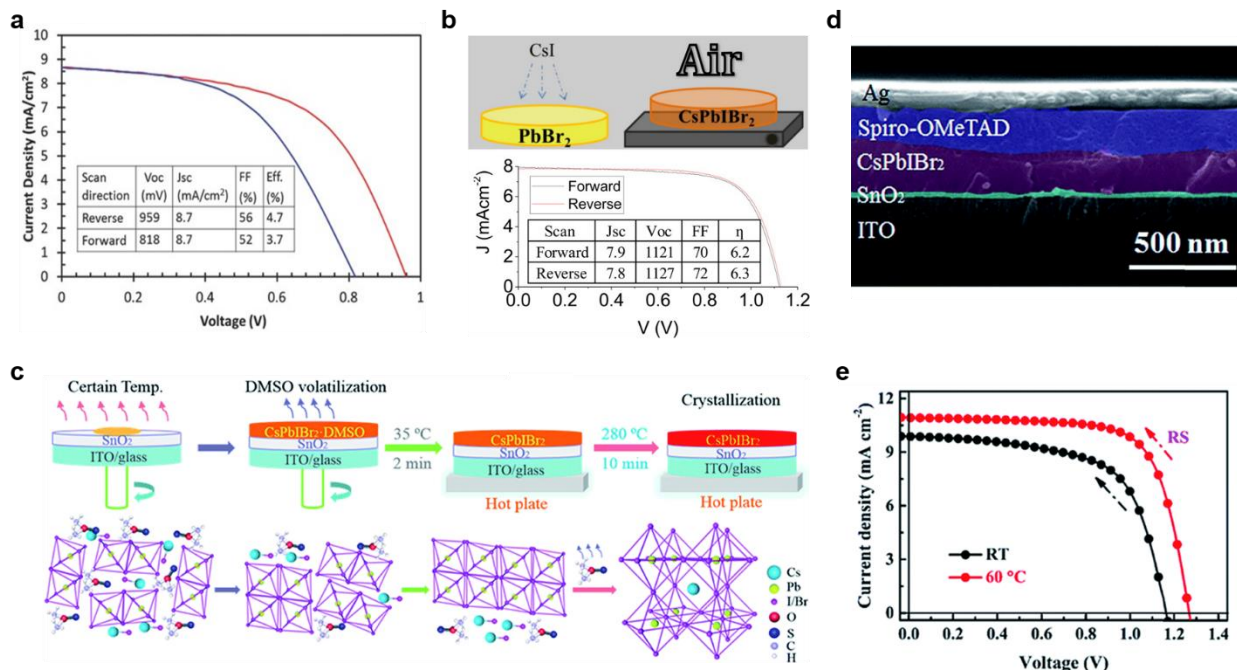 a
Current Density (mA/cm²)
10
9
8
7
6
5
4
3
2
1
0
Scan direction Voc (mV) Jsc (mA/cm²) FF (%) Eff. (%)
Reverse 959 8.7 56 4.7
Forward 818 8.7 52 3.7
0 0.2 0.4 0.6 0.8 1
Voltage (V)
b
CsI
Air
PbBr₂
CsPbIBr₂
J (mAcm⁻²)
8
6
4
2
0
Forward
Reverse
Scan Jsc Voc FF η
Forward 7.9 1121 70 6.2
Reverse 7.8 1127 72 6.3
0.0 0.2 0.4 0.6 0.8 1.0 1.2
V (V)
d
Ag
Spiro-OMeTAD
CsPbIBr₂
SnO₂
ITO
500 nm
c
Certain Temp.
DMSO volatilization
Crystallization
SnO₂
ITO/glass
CsPbIBr₂·DMSO
SnO₂
ITO/glass
35 °C
2 min
CsPbIBr₂
SnO₂
ITO/glass
Hot plate
280 °C
10 min
CsPbIBr₂
SnO₂
ITO/glass
Hot plate
Cs
Pb
I/Br
O
S
C
H
e
Current density (mA cm⁻²)
12
9
6
3
0
RS
RT
60 °C
0.0 0.2 0.4 0.6 0.8 1.0 1.2 1.4
Voltage (V)